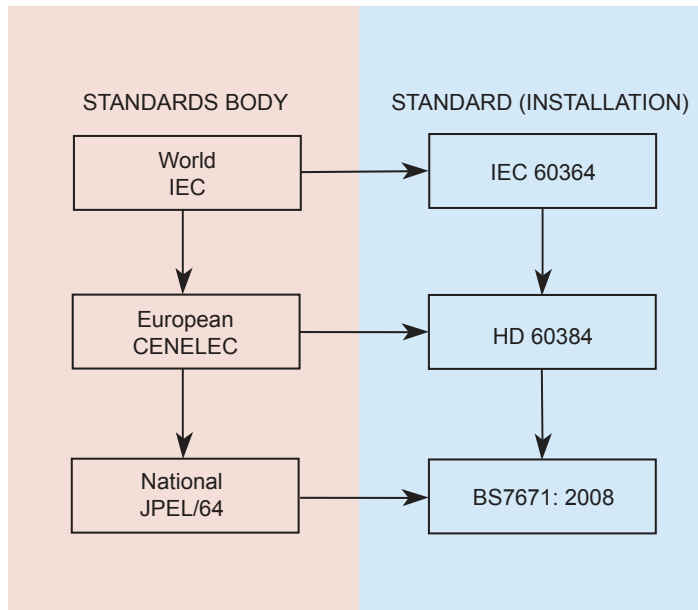 STANDARDS BODY
STANDARD (INSTALLATION)
World
IEC
IEC 60364
European
CENELEC
HD 60384
National
JPEL/64
BS7671: 2008